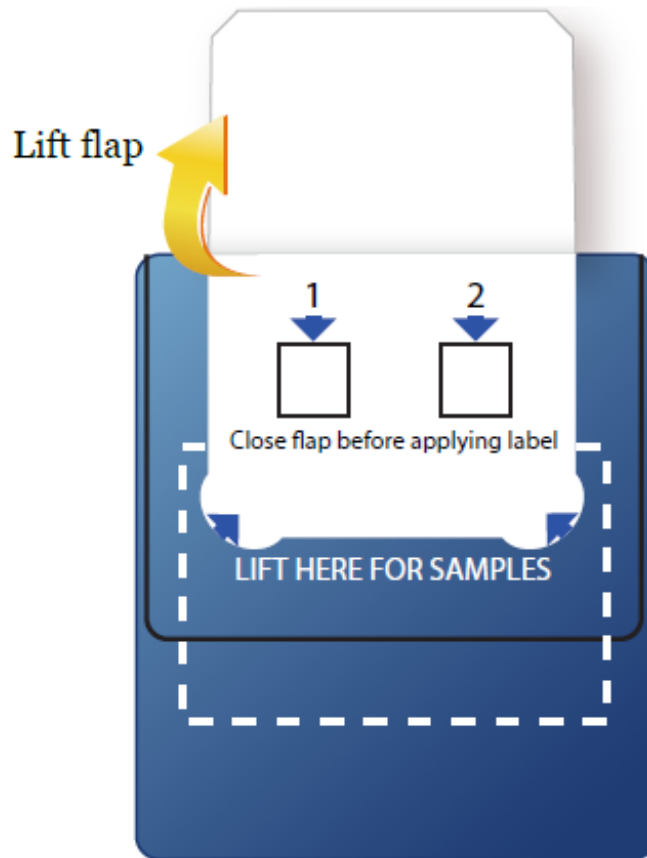 Lift flap
1 2
Close flap before applying label
LIFT HERE FOR SAMPLES